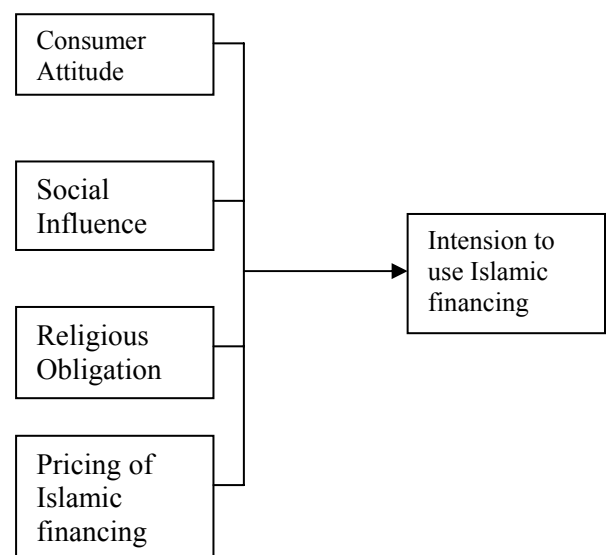 Consumer
Attitude
Social
Influence
Religious
Obligation
Pricing of
Islamic
financing
Intension to
use Islamic
financing